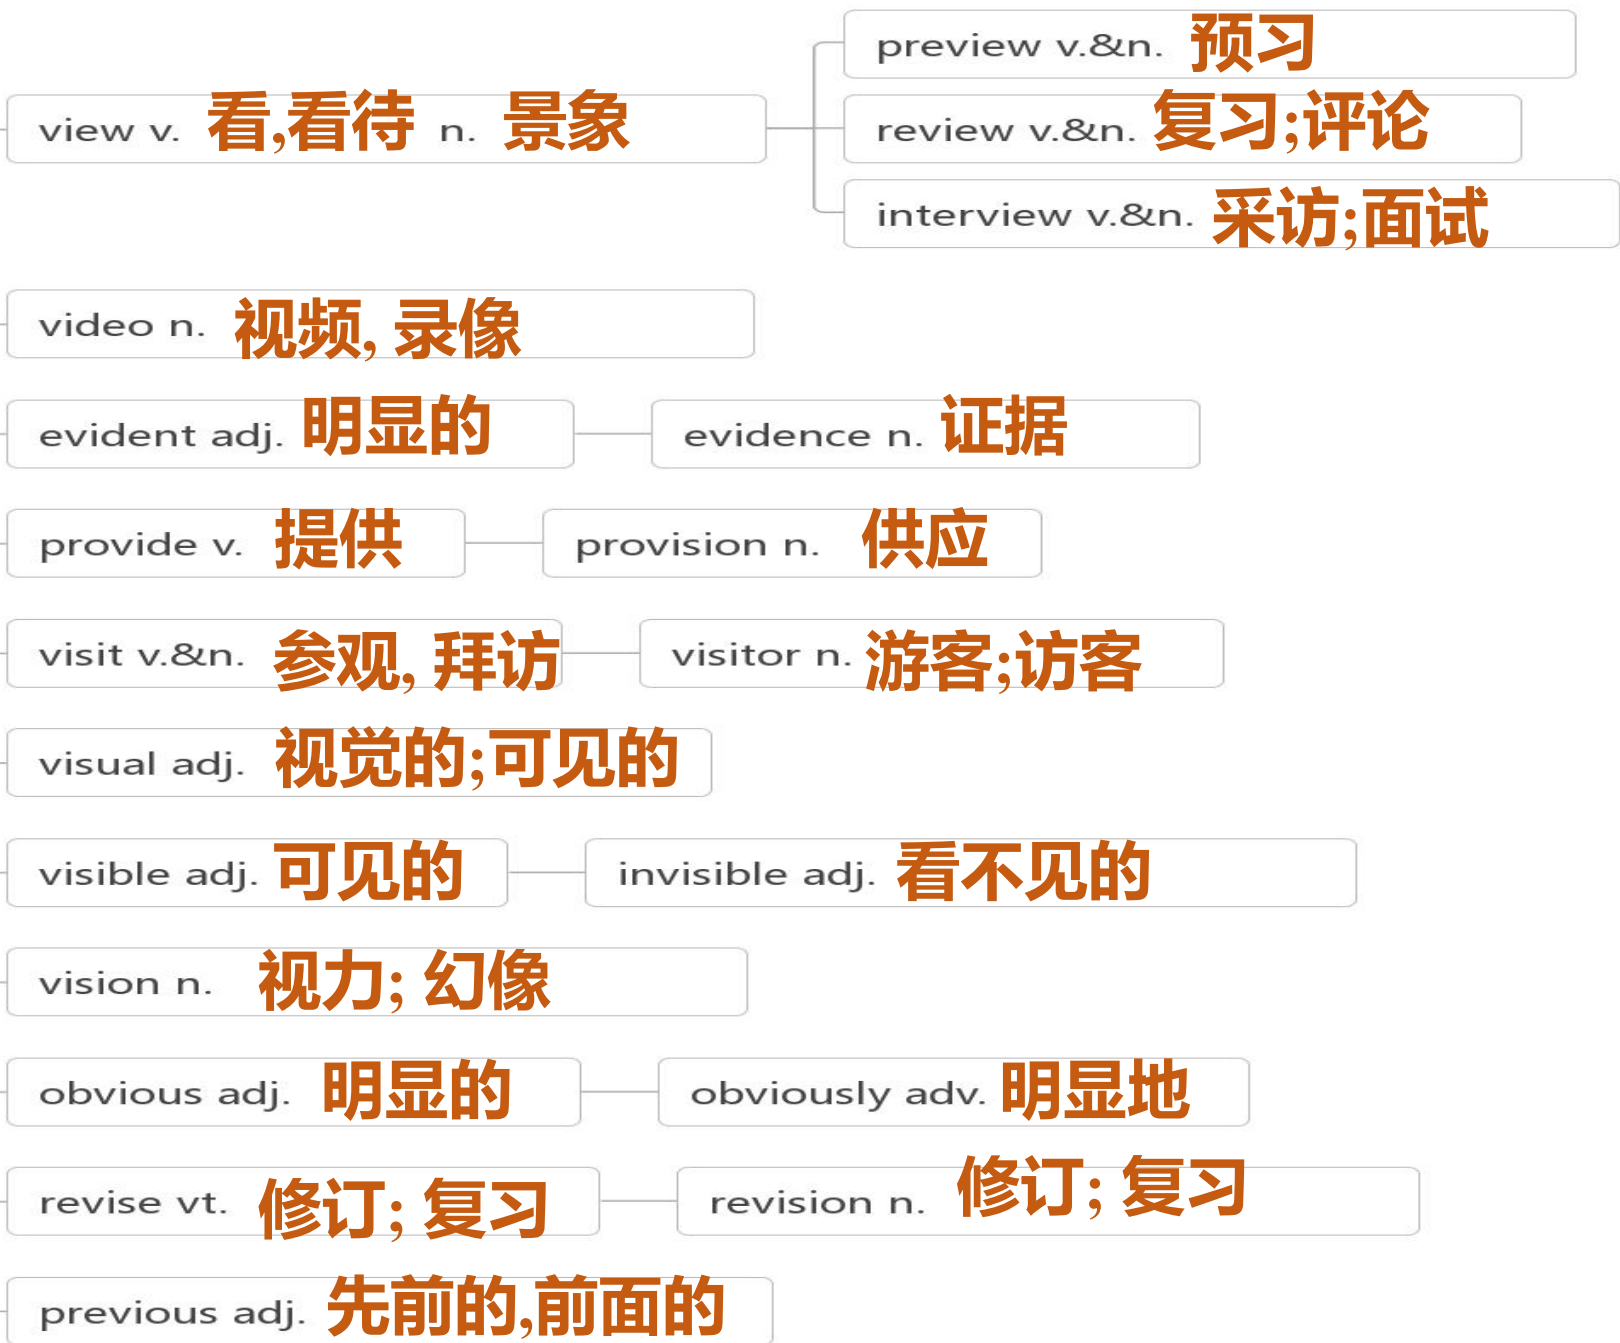 preview v.&n. 预习
view v. 看,看待 n. 景象
review v.&n. 复习;评论
interview v.&n. 采访;面试
video n. 视频, 录像
evident adj. 明显的
evidence n. 证据
provide v. 提供
provision n. 供应
visit v.&n. 参观, 拜访
visitor n. 游客;访客
visual adj. 视觉的;可见的
visible adj. 可见的
invisible adj. 看不见的
vision n. 视力; 幻像
obvious adj. 明显的
obviously adv. 明显地
revise vt. 修订; 复习
revision n. 修订; 复习
previous adj. 先前的,前面的